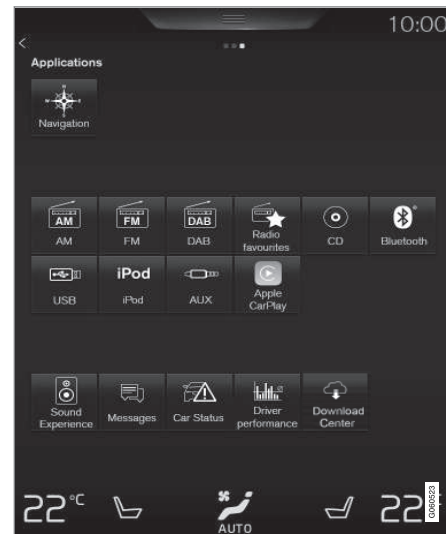 10:00
Applications
Navigation
AM FM DAB
AM FM DAB Radio favourites CD Bluetooth
iPod
USB iPod AUX Apple CarPlay
Sound Experience Messages Car Status Driver performance Download Center
22°C 22°
AUTO
G060523